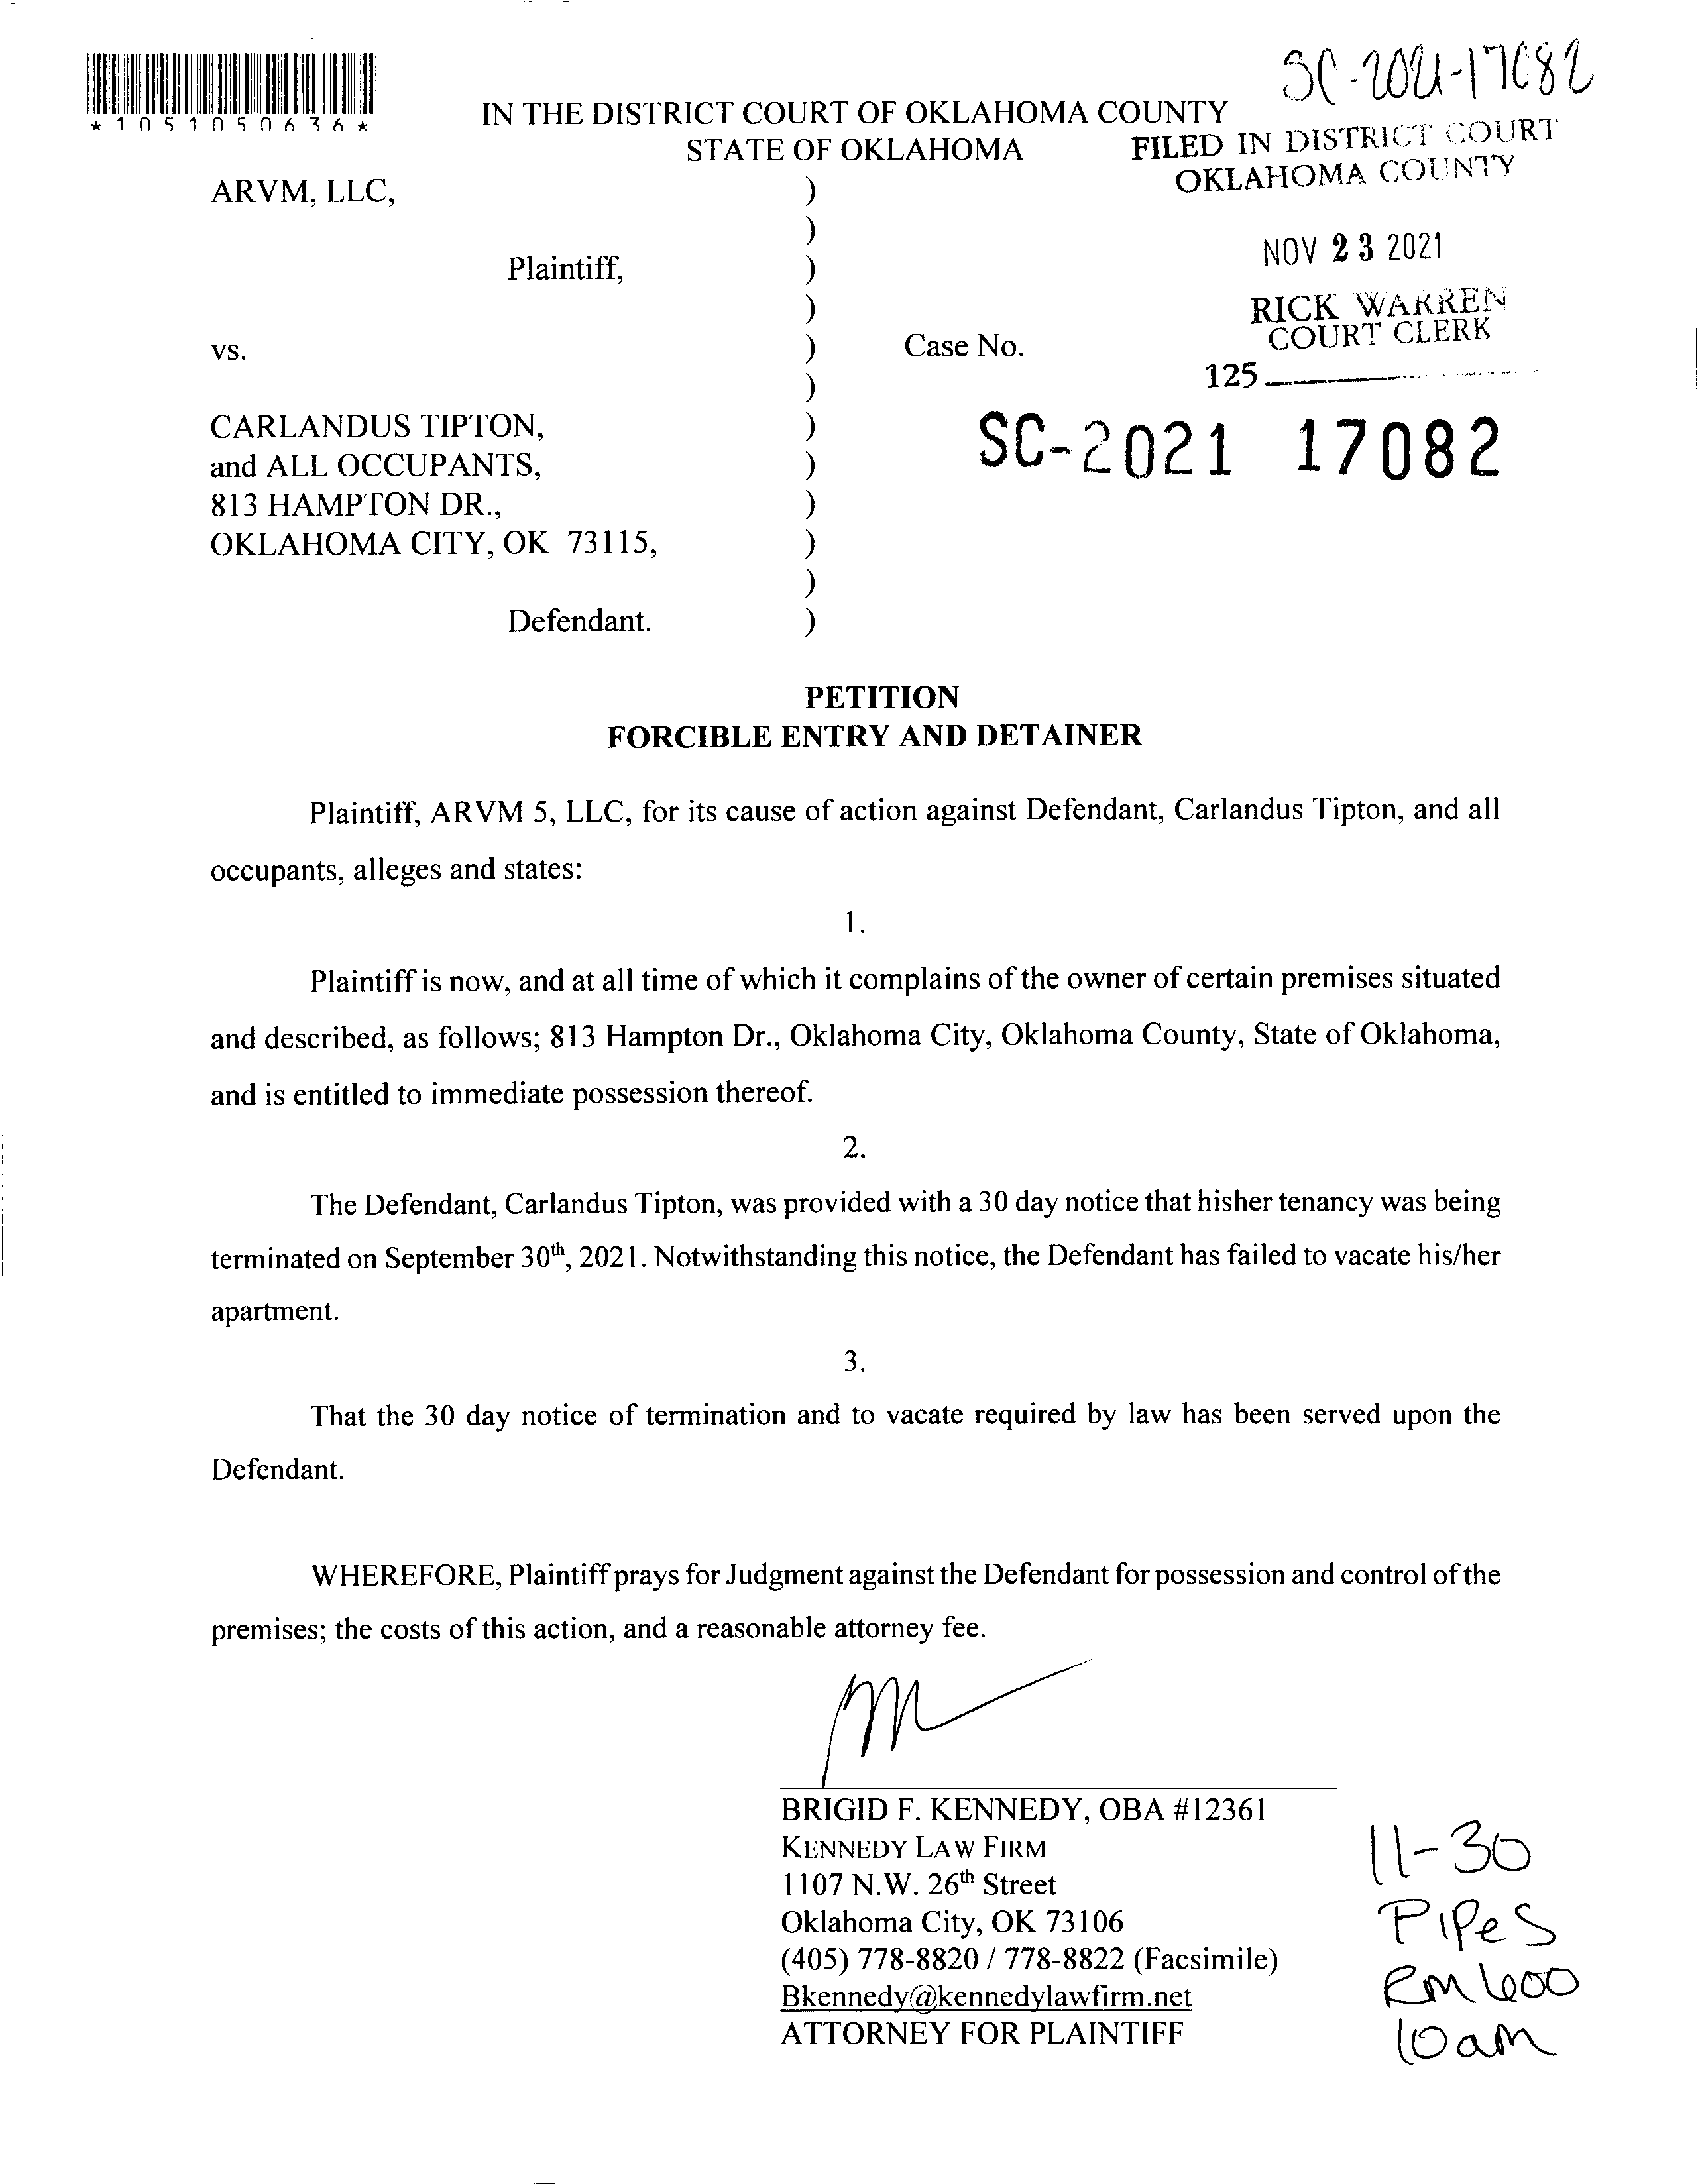 SC-2021-17082
*1051050636*
IN THE DISTRICT COURT OF OKLAHOMA COUNTY
STATE OF OKLAHOMA
FILED IN DISTRICT COURT
OKLAHOMA COUNTY
ARVM, LLC, )
)
NOV 23 2021
Plaintiff, )
)
RICK WARREN
COURT CLERK
vs. ) Case No.
125
)
CARLANDUS TIPTON, )
SC-2021 17082
and ALL OCCUPANTS, )
813 HAMPTON DR., )
OKLAHOMA CITY, OK 73115, )
)
Defendant. )
PETITION
FORCIBLE ENTRY AND DETAINER
Plaintiff, ARVM 5, LLC, for its cause of action against Defendant, Carlandus Tipton, and all
occupants, alleges and states:
1.
Plaintiff is now, and at all time of which it complains of the owner of certain premises situated
and described, as follows; 813 Hampton Dr., Oklahoma City, Oklahoma County, State of Oklahoma,
and is entitled to immediate possession thereof.
2.
The Defendant, Carlandus Tipton, was provided with a 30 day notice that hisher tenancy was being
terminated on September 30th, 2021. Notwithstanding this notice, the Defendant has failed to vacate his/her
apartment.
3.
That the 30 day notice of termination and to vacate required by law has been served upon the
Defendant.
WHEREFORE, Plaintiff prays for Judgment against the Defendant for possession and control of the
premises; the costs of this action, and a reasonable attorney fee.
BRIGID F. KENNEDY, OBA #12361
KENNEDY LAW FIRM
1107 N.W. 26th Street
Oklahoma City, OK 73106
(405) 778-8820 / 778-8822 (Facsimile)
Bkennedy@kennedylawfirm.net
ATTORNEY FOR PLAINTIFF
11-30
PIPeS
Rm 600
10am